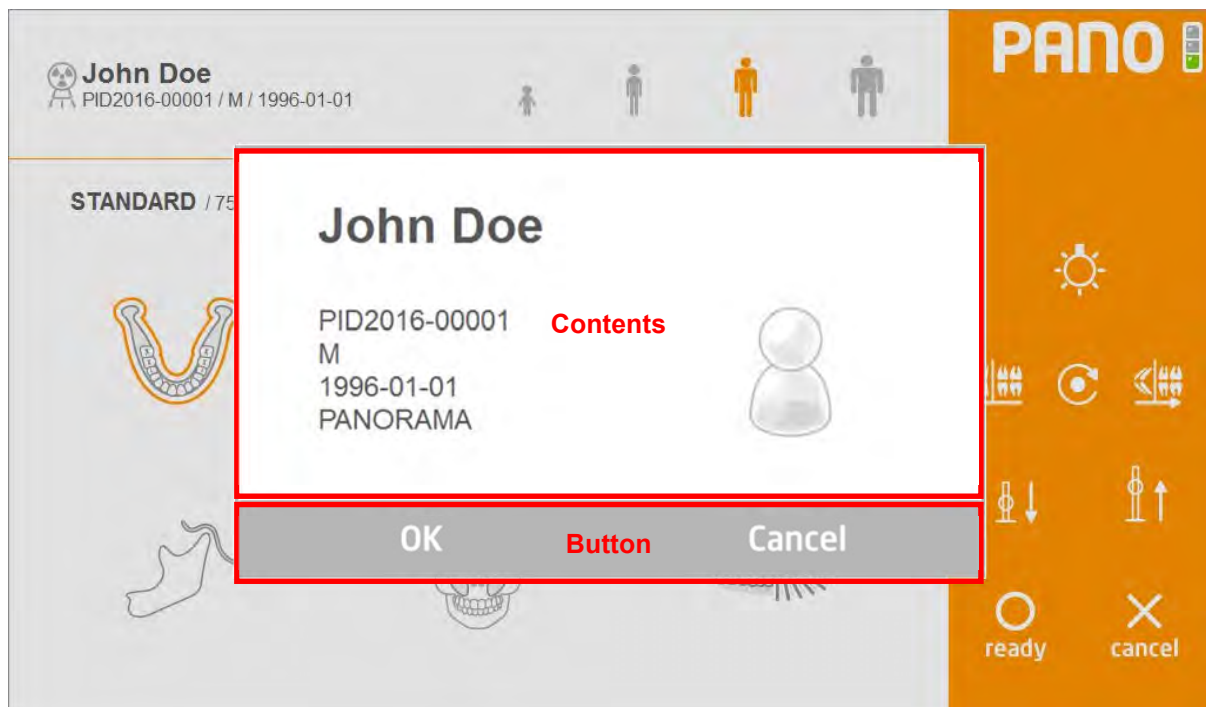 PANO
John Doe
PID2016-00001 / M / 1996-01-01
STANDARD / 75
John Doe
PID2016-00001
Contents
M
1996-01-01
PANORAMA
OK
Button
Cancel
ready
cancel